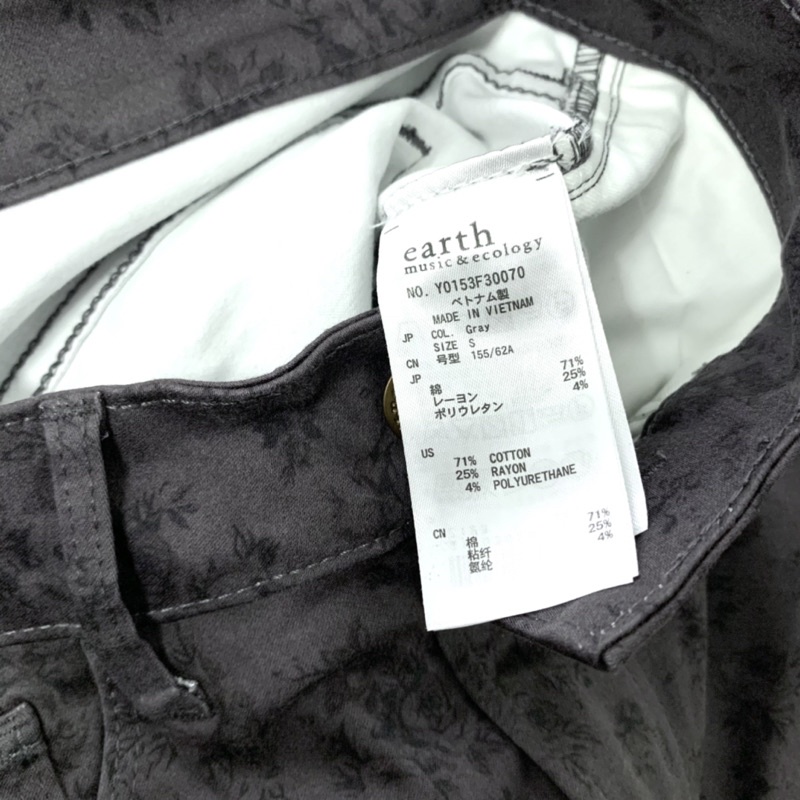 earth
music & ecology
NO. Y0153F30070
ベトナム製
MADE IN VIETNAM
JP COL. Gray
SIZE S
CN 号型 155/62A
JP
綿 71%
レーヨン 25%
ポリウレタン 4%
US 71% COTTON
25% RAYON
4% POLYURETHANE
CN
棉 71%
粘纤 25%
氨纶 4%